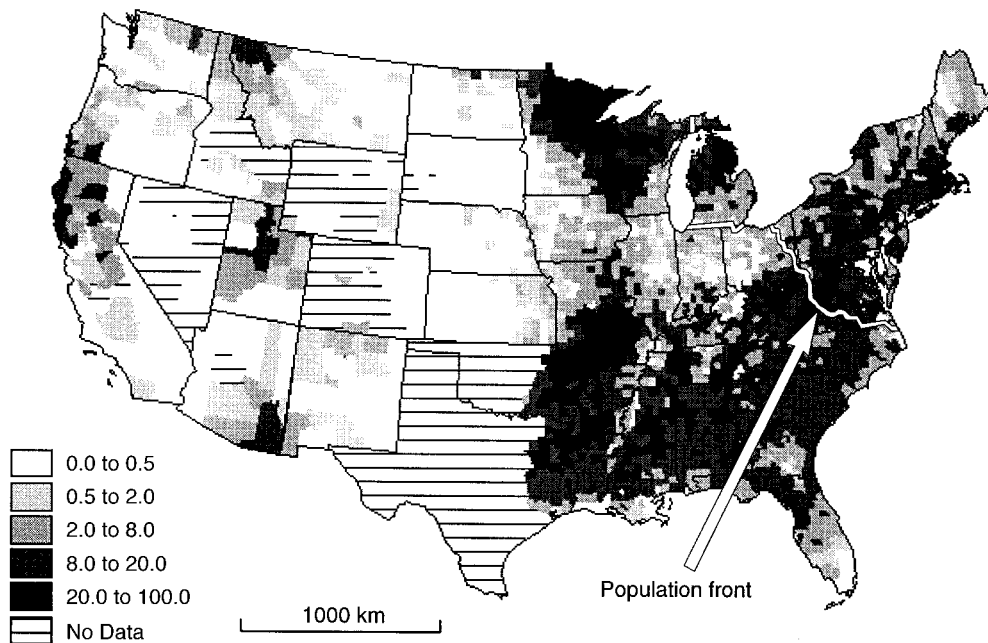 0.0 to 0.5
0.5 to 2.0
2.0 to 8.0
8.0 to 20.0
20.0 to 100.0
No Data
1000 km
Population front